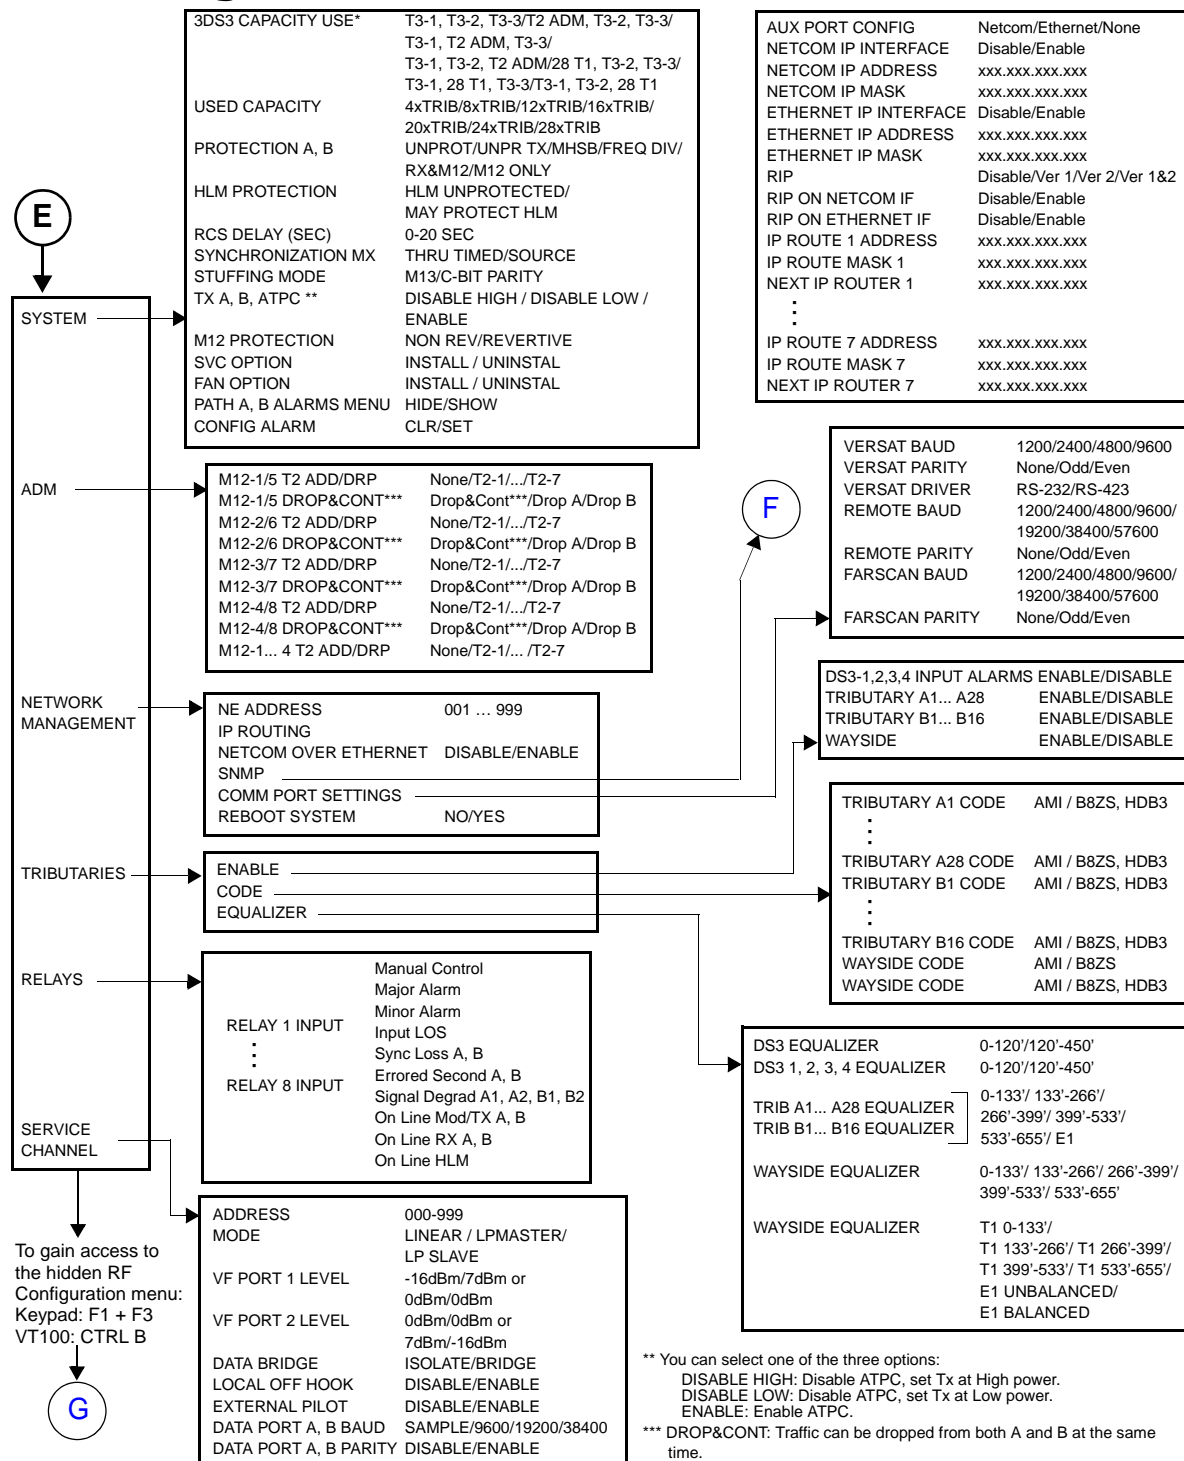 3DS3 CAPACITY USE* T3-1, T3-2, T3-3/T2 ADM, T3-2, T3-3/
T3-1, T2 ADM, T3-3/
T3-1, T3-2, T2 ADM/28 T1, T3-2, T3-3/
T3-1, 28 T1, T3-3/T3-1, T3-2, 28 T1
USED CAPACITY 4xTRIB/8xTRIB/12xTRIB/16xTRIB/
20xTRIB/24xTRIB/28xTRIB
PROTECTION A, B UNPROT/UNPR TX/MHSB/FREQ DIV/
RX&M12/M12 ONLY
HLM PROTECTION HLM UNPROTECTED/
MAY PROTECT HLM
RCS DELAY (SEC) 0-20 SEC
SYNCHRONIZATION MX THRU TIMED/SOURCE
STUFFING MODE M13/C-BIT PARITY
TX A, B, ATPC ** DISABLE HIGH / DISABLE LOW /
ENABLE
M12 PROTECTION NON REV/REVERTIVE
SVC OPTION INSTALL / UNINSTAL
FAN OPTION INSTALL / UNINSTAL
PATH A, B ALARMS MENU HIDE/SHOW
CONFIG ALARM CLR/SET
AUX PORT CONFIG Netcom/Ethernet/None
NETCOM IP INTERFACE Disable/Enable
NETCOM IP ADDRESS xxx.xxx.xxx.xxx
NETCOM IP MASK xxx.xxx.xxx.xxx
ETHERNET IP INTERFACE Disable/Enable
ETHERNET IP ADDRESS xxx.xxx.xxx.xxx
ETHERNET IP MASK xxx.xxx.xxx.xxx
RIP Disable/Ver 1/Ver 2/Ver 1&2
RIP ON NETCOM IF Disable/Enable
RIP ON ETHERNET IF Disable/Enable
IP ROUTE 1 ADDRESS xxx.xxx.xxx.xxx
IP ROUTE MASK 1 xxx.xxx.xxx.xxx
NEXT IP ROUTER 1 xxx.xxx.xxx.xxx
IP ROUTE 7 ADDRESS xxx.xxx.xxx.xxx
IP ROUTE MASK 7 xxx.xxx.xxx.xxx
NEXT IP ROUTER 7 xxx.xxx.xxx.xxx
E
SYSTEM
ADM
NETWORK
MANAGEMENT
TRIBUTARIES
RELAYS
SERVICE
CHANNEL
M12-1/5 T2 ADD/DRP None/T2-1/.../T2-7
M12-1/5 DROP&CONT*** Drop&Cont***/Drop A/Drop B
M12-2/6 T2 ADD/DRP None/T2-1/.../T2-7
M12-2/6 DROP&CONT*** Drop&Cont***/Drop A/Drop B
M12-3/7 T2 ADD/DRP None/T2-1/.../T2-7
M12-3/7 DROP&CONT*** Drop&Cont***/Drop A/Drop B
M12-4/8 T2 ADD/DRP None/T2-1/.../T2-7
M12-4/8 DROP&CONT*** Drop&Cont***/Drop A/Drop B
M12-1... 4 T2 ADD/DRP None/T2-1/... /T2-7
F
VERSAT BAUD 1200/2400/4800/9600
VERSAT PARITY None/Odd/Even
VERSAT DRIVER RS-232/RS-423
REMOTE BAUD 1200/2400/4800/9600/
19200/38400/57600
REMOTE PARITY None/Odd/Even
FARSCAN BAUD 1200/2400/4800/9600/
19200/38400/57600
FARSCAN PARITY None/Odd/Even
NE ADDRESS 001 … 999
IP ROUTING
NETCOM OVER ETHERNET DISABLE/ENABLE
SNMP
COMM PORT SETTINGS
REBOOT SYSTEM NO/YES
DS3-1,2,3,4 INPUT ALARMS ENABLE/DISABLE
TRIBUTARY A1... A28 ENABLE/DISABLE
TRIBUTARY B1... B16 ENABLE/DISABLE
WAYSIDE ENABLE/DISABLE
ENABLE
CODE
EQUALIZER
TRIBUTARY A1 CODE AMI / B8ZS, HDB3
TRIBUTARY A28 CODE AMI / B8ZS, HDB3
TRIBUTARY B1 CODE AMI / B8ZS, HDB3
TRIBUTARY B16 CODE AMI / B8ZS, HDB3
WAYSIDE CODE AMI / B8ZS
WAYSIDE CODE AMI / B8ZS, HDB3
Manual Control
Major Alarm
Minor Alarm
RELAY 1 INPUT Input LOS
Sync Loss A, B
Errored Second A, B
RELAY 8 INPUT Signal Degrad A1, A2, B1, B2
On Line Mod/TX A, B
On Line RX A, B
On Line HLM
DS3 EQUALIZER 0-120'/120'-450'
DS3 1, 2, 3, 4 EQUALIZER 0-120'/120'-450'
TRIB A1... A28 EQUALIZER 0-133'/ 133'-266'/
TRIB B1... B16 EQUALIZER 266'-399'/ 399'-533'/
533'-655'/ E1
WAYSIDE EQUALIZER 0-133'/ 133'-266'/ 266'-399'/
399'-533'/ 533'-655'
WAYSIDE EQUALIZER T1 0-133'/
T1 133'-266'/ T1 266'-399'/
T1 399'-533'/ T1 533'-655'/
E1 UNBALANCED/
E1 BALANCED
ADDRESS 000-999
MODE LINEAR / LPMASTER/
LP SLAVE
VF PORT 1 LEVEL -16dBm/7dBm or
0dBm/0dBm
VF PORT 2 LEVEL 0dBm/0dBm or
7dBm/-16dBm
DATA BRIDGE ISOLATE/BRIDGE
LOCAL OFF HOOK DISABLE/ENABLE
EXTERNAL PILOT DISABLE/ENABLE
DATA PORT A, B BAUD SAMPLE/9600/19200/38400
DATA PORT A, B PARITY DISABLE/ENABLE
To gain access to
the hidden RF
Configuration menu:
Keypad: F1 + F3
VT100: CTRL B
G
** You can select one of the three options:
DISABLE HIGH: Disable ATPC, set Tx at High power.
DISABLE LOW: Disable ATPC, set Tx at Low power.
ENABLE: Enable ATPC.
*** DROP&CONT: Traffic can be dropped from both A and B at the same
time.